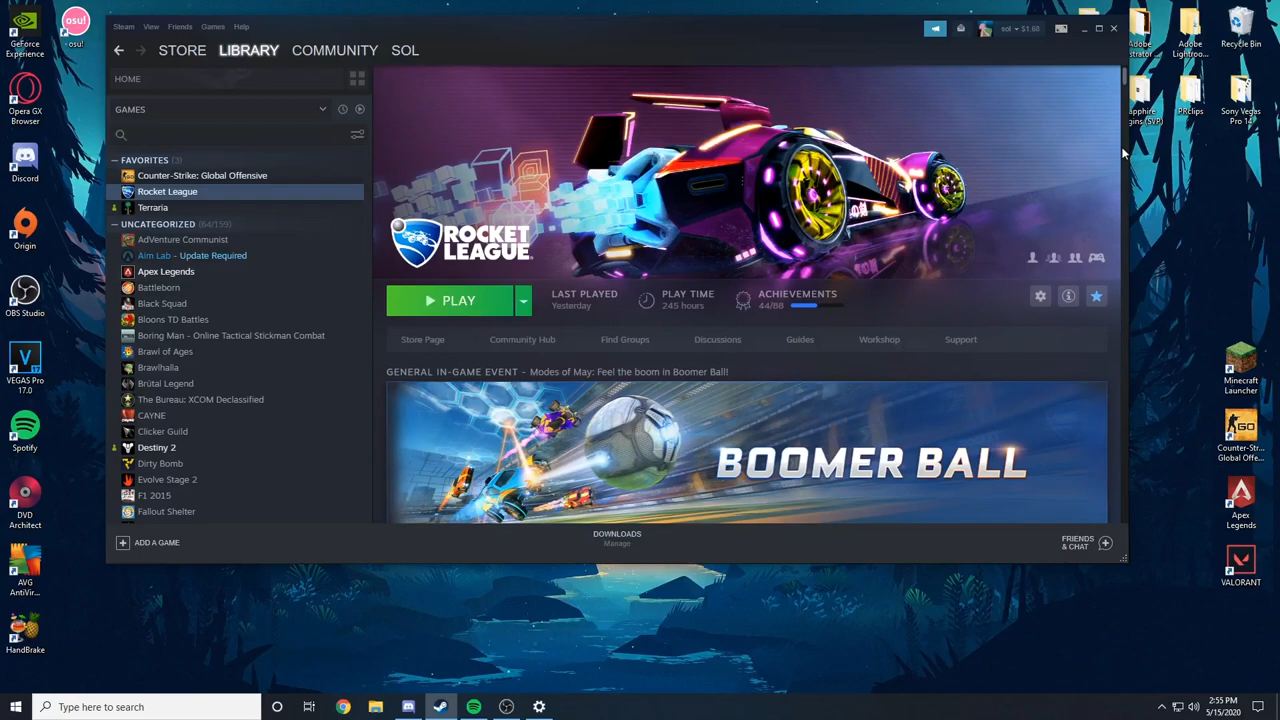 GeForce
Experience
osu!
osu!
Opera GX
Browser
Discord
Origin
OBS Studio
VEGAS Pro
17.0
Spotify
DVD
Architect
AVG
AntiVir...
HandBrake
Steam View Friends Games Help
sol $1.68
STORE LIBRARY COMMUNITY SOL
HOME
GAMES
FAVORITES (3)
Counter-Strike: Global Offensive
Rocket League
Terraria
UNCATEGORIZED (64/159)
AdVenture Communist
Aim Lab - Update Required
Apex Legends
Battleborn
Black Squad
Bloons TD Battles
Boring Man - Online Tactical Stickman Combat
Brawl of Ages
Brawlhalla
Brütal Legend
The Bureau: XCOM Declassified
CAYNE
Clicker Guild
Destiny 2
Dirty Bomb
Evolve Stage 2
F1 2015
Fallout Shelter
ADD A GAME
ROCKET
LEAGUE
PLAY
LAST PLAYED
Yesterday
PLAY TIME
245 hours
ACHIEVEMENTS
44/88
Store Page Community Hub Find Groups Discussions Guides Workshop Support
GENERAL IN-GAME EVENT - Modes of May: Feel the boom in Boomer Ball!
BOOMER BALL
DOWNLOADS
Manage
FRIENDS
& CHAT
Adobe
Adobe
Lightroo...
Recycle Bin
PRclips
Sony Vegas
Pro 14
Minecraft
Launcher
GO
Counter-Str...
Global Offe...
Apex
Legends
VALORANT
Type here to search
2:55 PM
5/15/2020